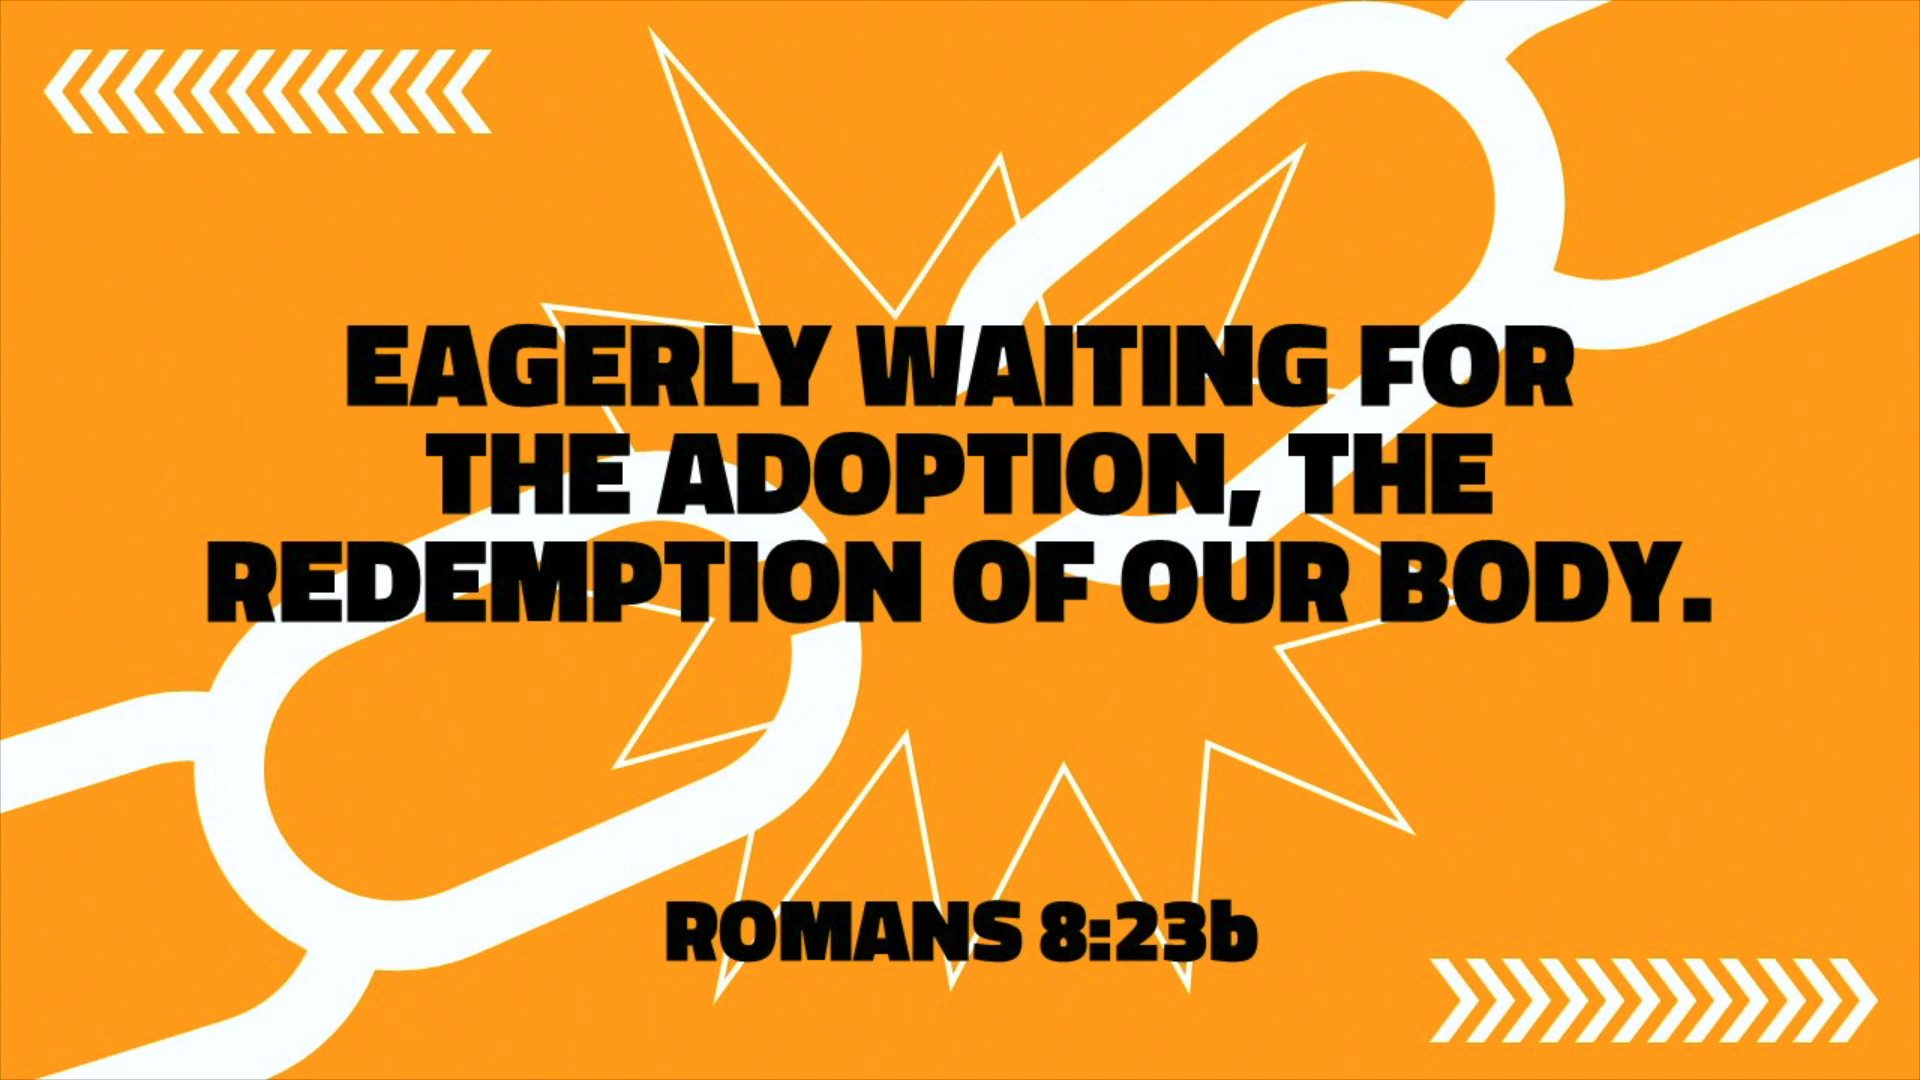 EAGERLY WAITING FOR
THE ADOPTION, THE
REDEMPTION OF OUR BODY.
ROMANS 8:23b